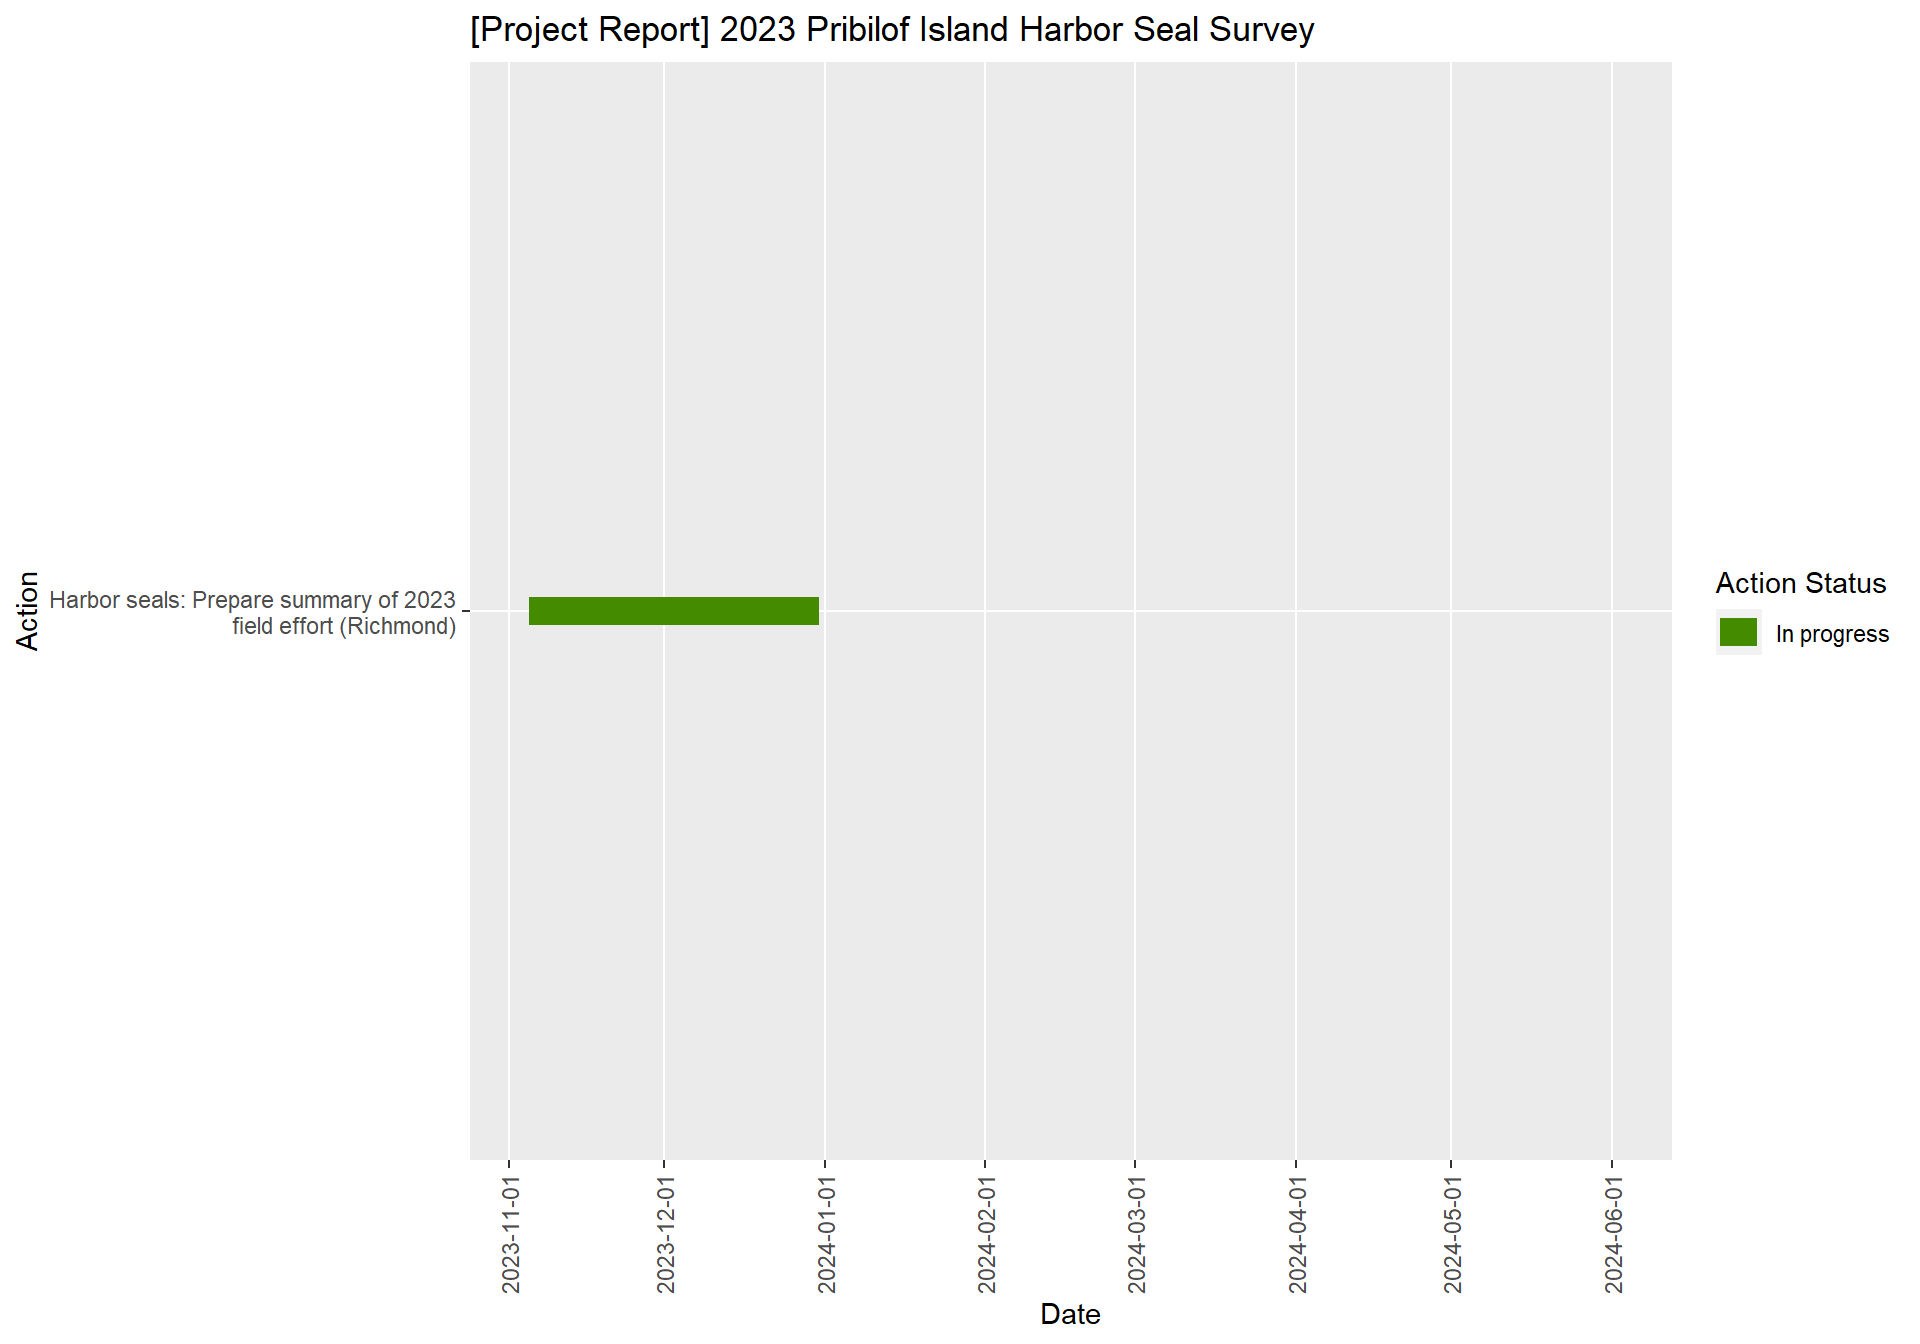 [Project Report] 2023 Pribilof Island Harbor Seal Survey
Action
Harbor seals: Prepare summary of 2023
field effort (Richmond)
Action Status
In progress
2023-11-01
2023-12-01
2024-01-01
2024-02-01
2024-03-01
2024-04-01
2024-05-01
2024-06-01
Date